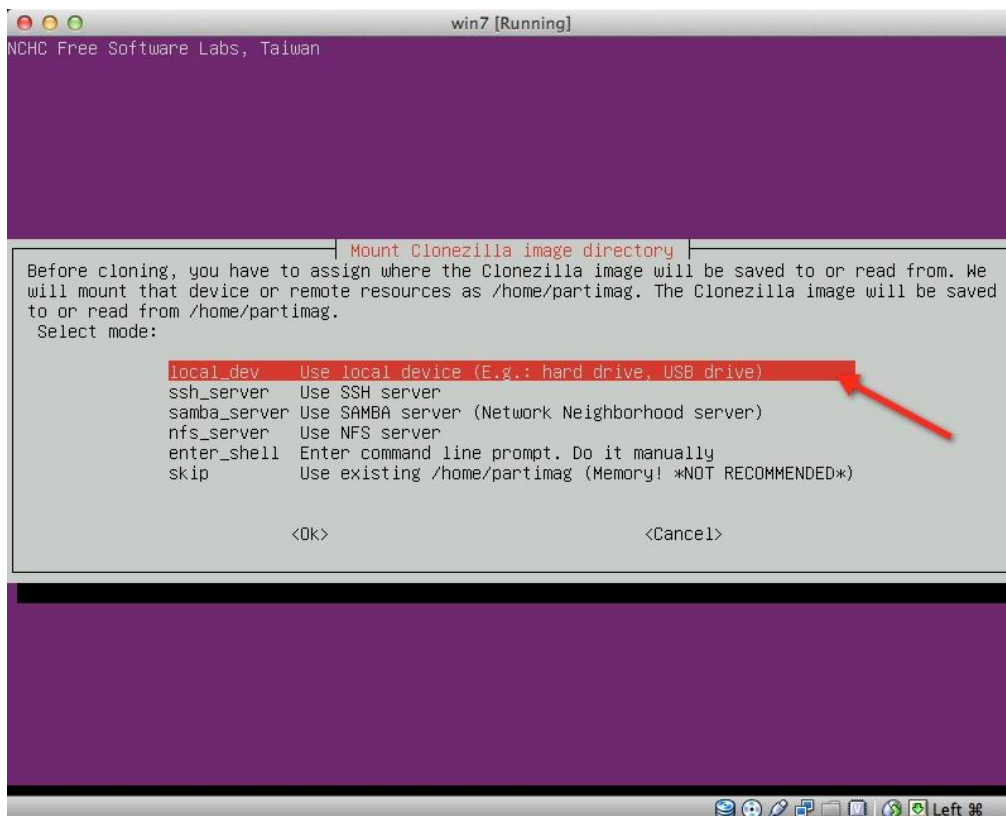 win7 [Running]
NCHC Free Software Labs, Taiwan
Mount Clonezilla image directory
Before cloning, you have to assign where the Clonezilla image will be saved to or read from. We
will mount that device or remote resources as /home/partimag. The Clonezilla image will be saved
to or read from /home/partimag.
Select mode:
local_dev Use local device (E.g.: hard drive, USB drive)
ssh_server Use SSH server
samba_server Use SAMBA server (Network Neighborhood server)
nfs_server Use NFS server
enter_shell Enter command line prompt. Do it manually
skip Use existing /home/partimag (Memory! *NOT RECOMMENDED*)
<Ok> <Cancel>
Left ⌘